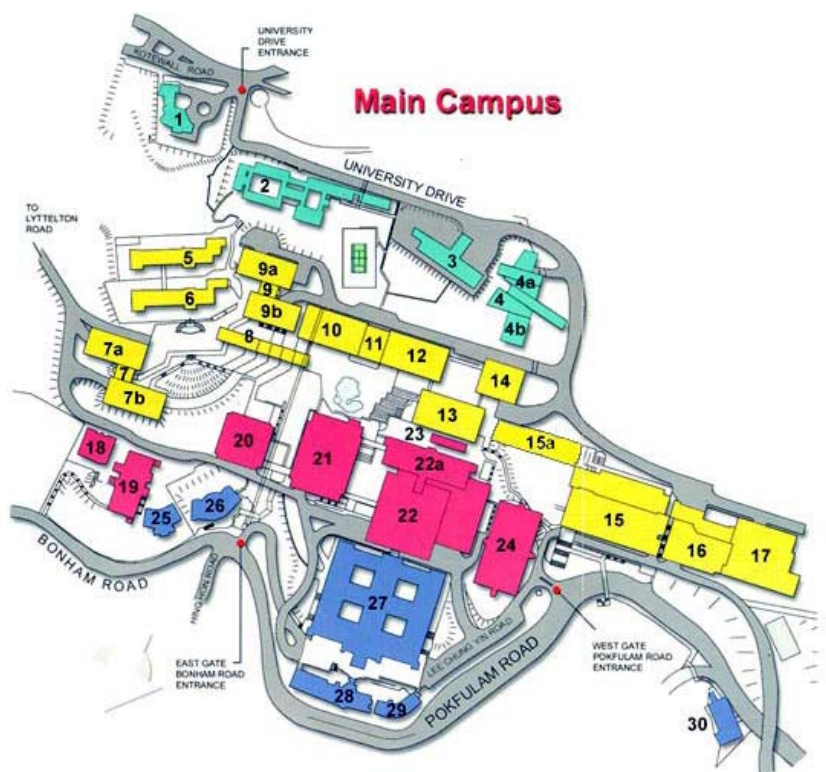 UNIVERSITY
DRIVE
ENTRANCE
KOTEWALL ROAD
Main Campus
1
UNIVERSITY DRIVE
2
TO
LYTTELTON
ROAD
3
5
9a
4a
9
4
6
9b
4b
10
8
11
12
7a
7
14
7b
13
23
20
15a
18
21
22a
19
26
22
15
25
24
16
17
BONHAM ROAD
HING HON ROAD
27
EAST GATE
BONHAM ROAD
ENTRANCE
LEE CHUNG YIN ROAD
WEST GATE
POKFULAM ROAD
ENTRANCE
POKFULAM ROAD
28
29
30